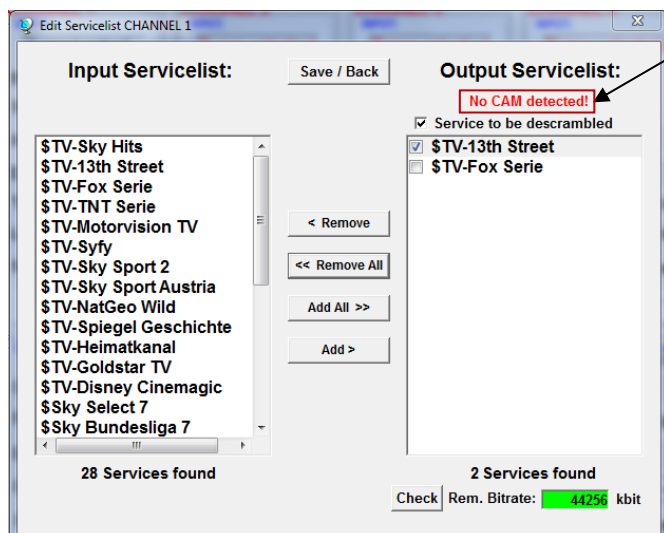 Edit Servicelist CHANNEL 1
Input Servicelist:
Save / Back
Output Servicelist:
No CAM detected!
Service to be descrambled
$TV-Sky Hits
$TV-13th Street
$TV-Fox Serie
$TV-TNT Serie
$TV-Motorvision TV
$TV-Syfy
$TV-Sky Sport 2
$TV-Sky Sport Austria
$TV-NatGeo Wild
$TV-Spiegel Geschichte
$TV-Heimatkanal
$TV-Goldstar TV
$TV-Disney Cinemagic
$Sky Select 7
$Sky Bundesliga 7
28 Services found
< Remove
<< Remove All
Add All >>
Add >
$TV-13th Street
$TV-Fox Serie
2 Services found
Check Rem. Bitrate: 44256 kbit